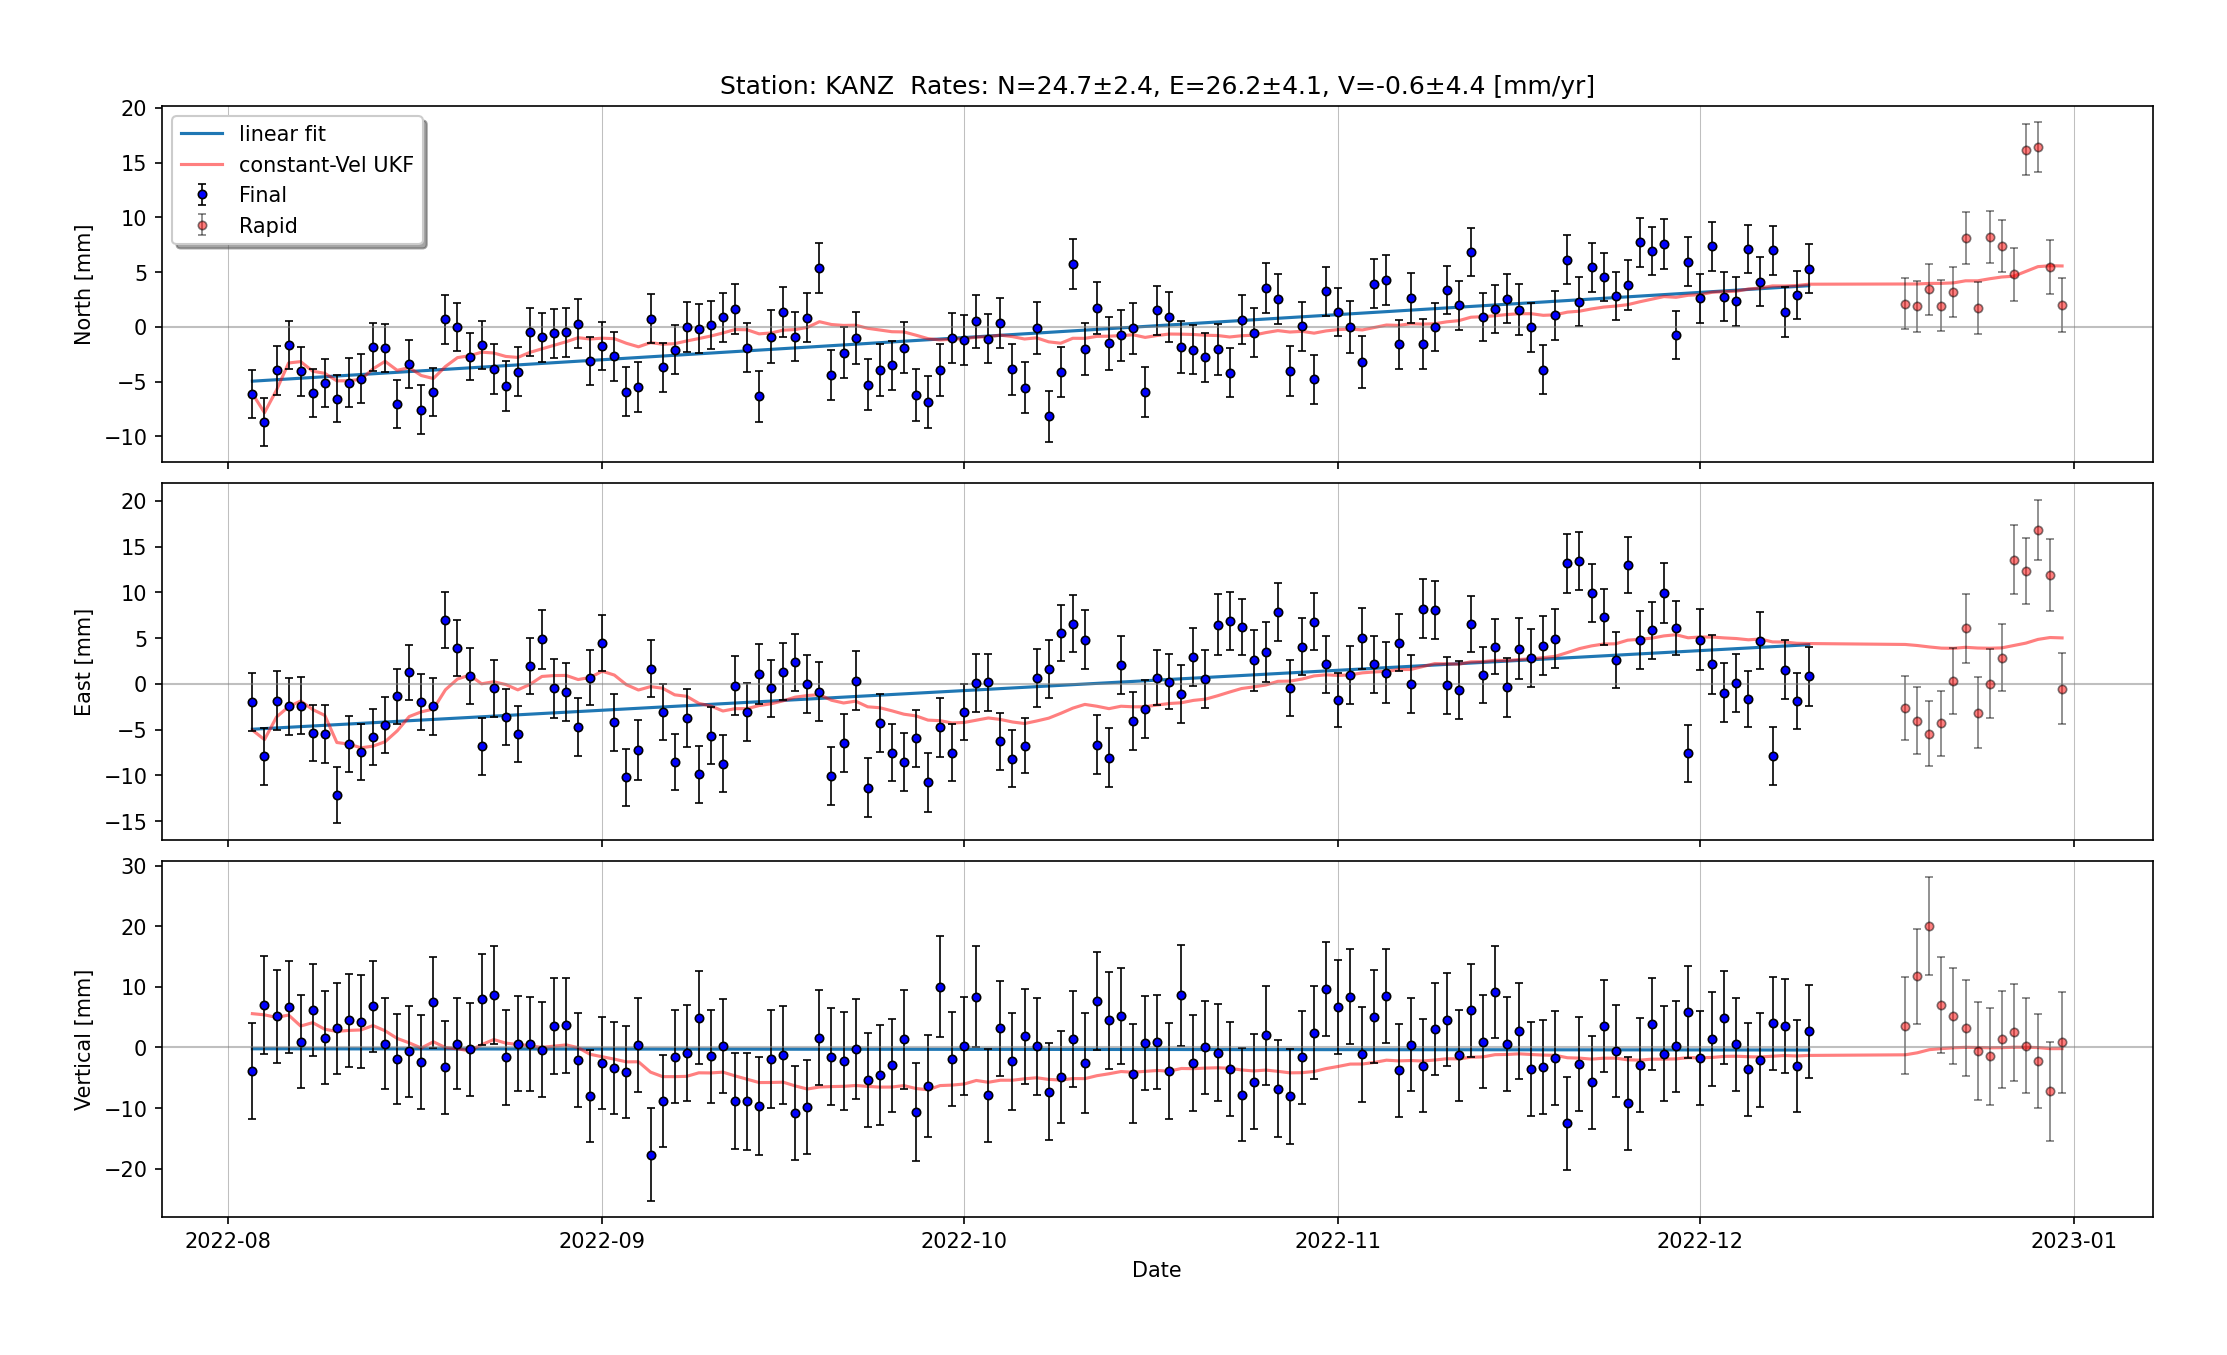 Station: KANZ  Rates: N=24.7±2.4, E=26.2±4.1, V=-0.6±4.4 [mm/yr]
linear fit
constant-Vel UKF
Final
Rapid
North [mm]
20
15
10
5
0
−5
−10
East [mm]
20
15
10
5
0
−5
−10
−15
Vertical [mm]
30
20
10
0
−10
−20
2022-08 2022-09 2022-10 2022-11 2022-12 2023-01
Date